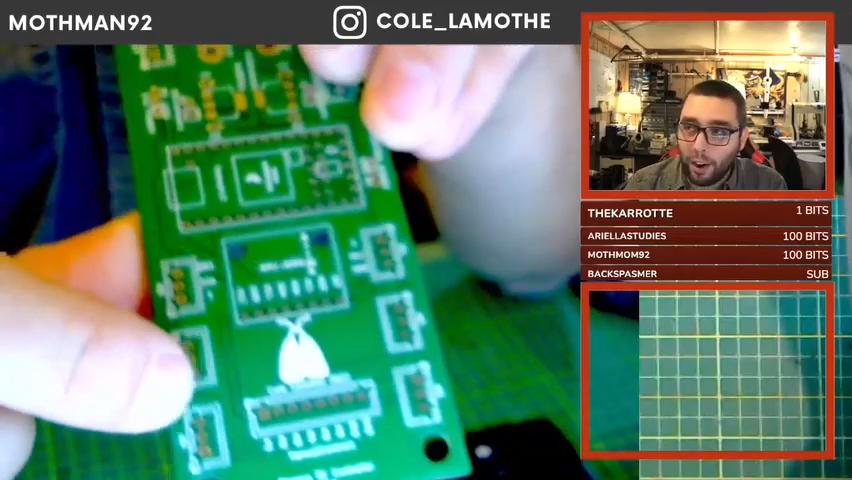 MOTHMAN92
COLE_LAMOTHE
THEKARROTTE 1 BITS
ARIELLASTUDIES 100 BITS
MOTHMOM92 100 BITS
BACKSPASMER SUB